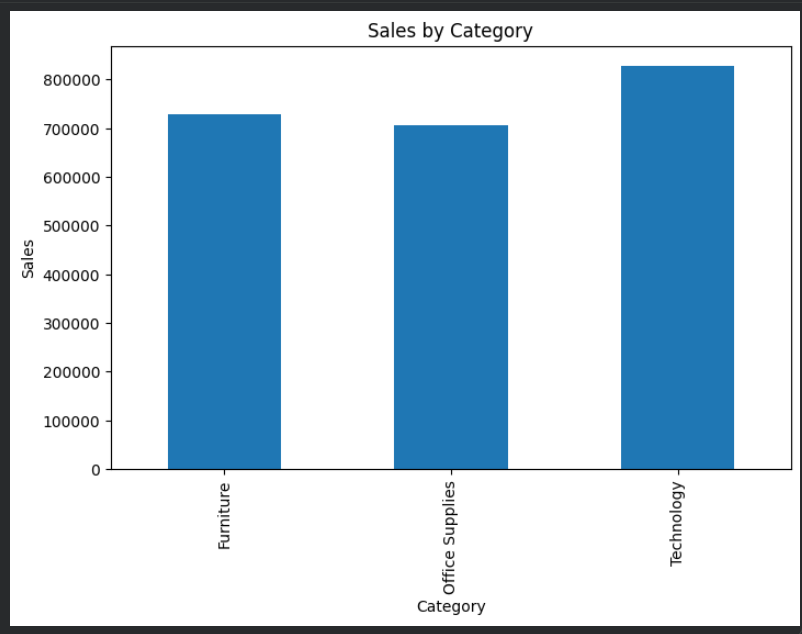 Sales by Category
800000
700000
600000
500000
400000
300000
200000
100000
0
Sales
Furniture
Office Supplies
Technology
Category